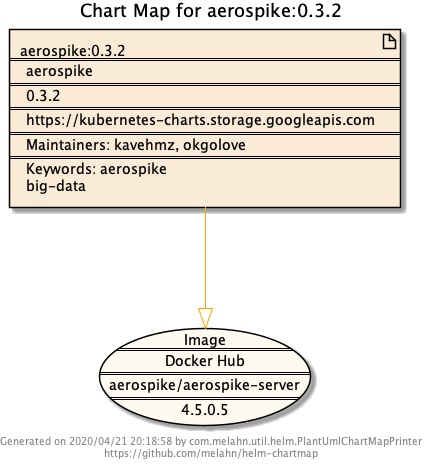 Chart Map for aerospike:0.3.2
aerospike:0.3.2
aerospike
0.3.2
https://kubernetes-charts.storage.googleapis.com
Maintainers: kavehmz, okgolove
Keywords: aerospike
big-data
Image
Docker Hub
aerospike/aerospike-server
4.5.0.5
Generated on 2020/04/21 20:18:58 by com.melahn.util.helm.PlantUmlChartMapPrinter
https://github.com/melahn/helm-chartmap